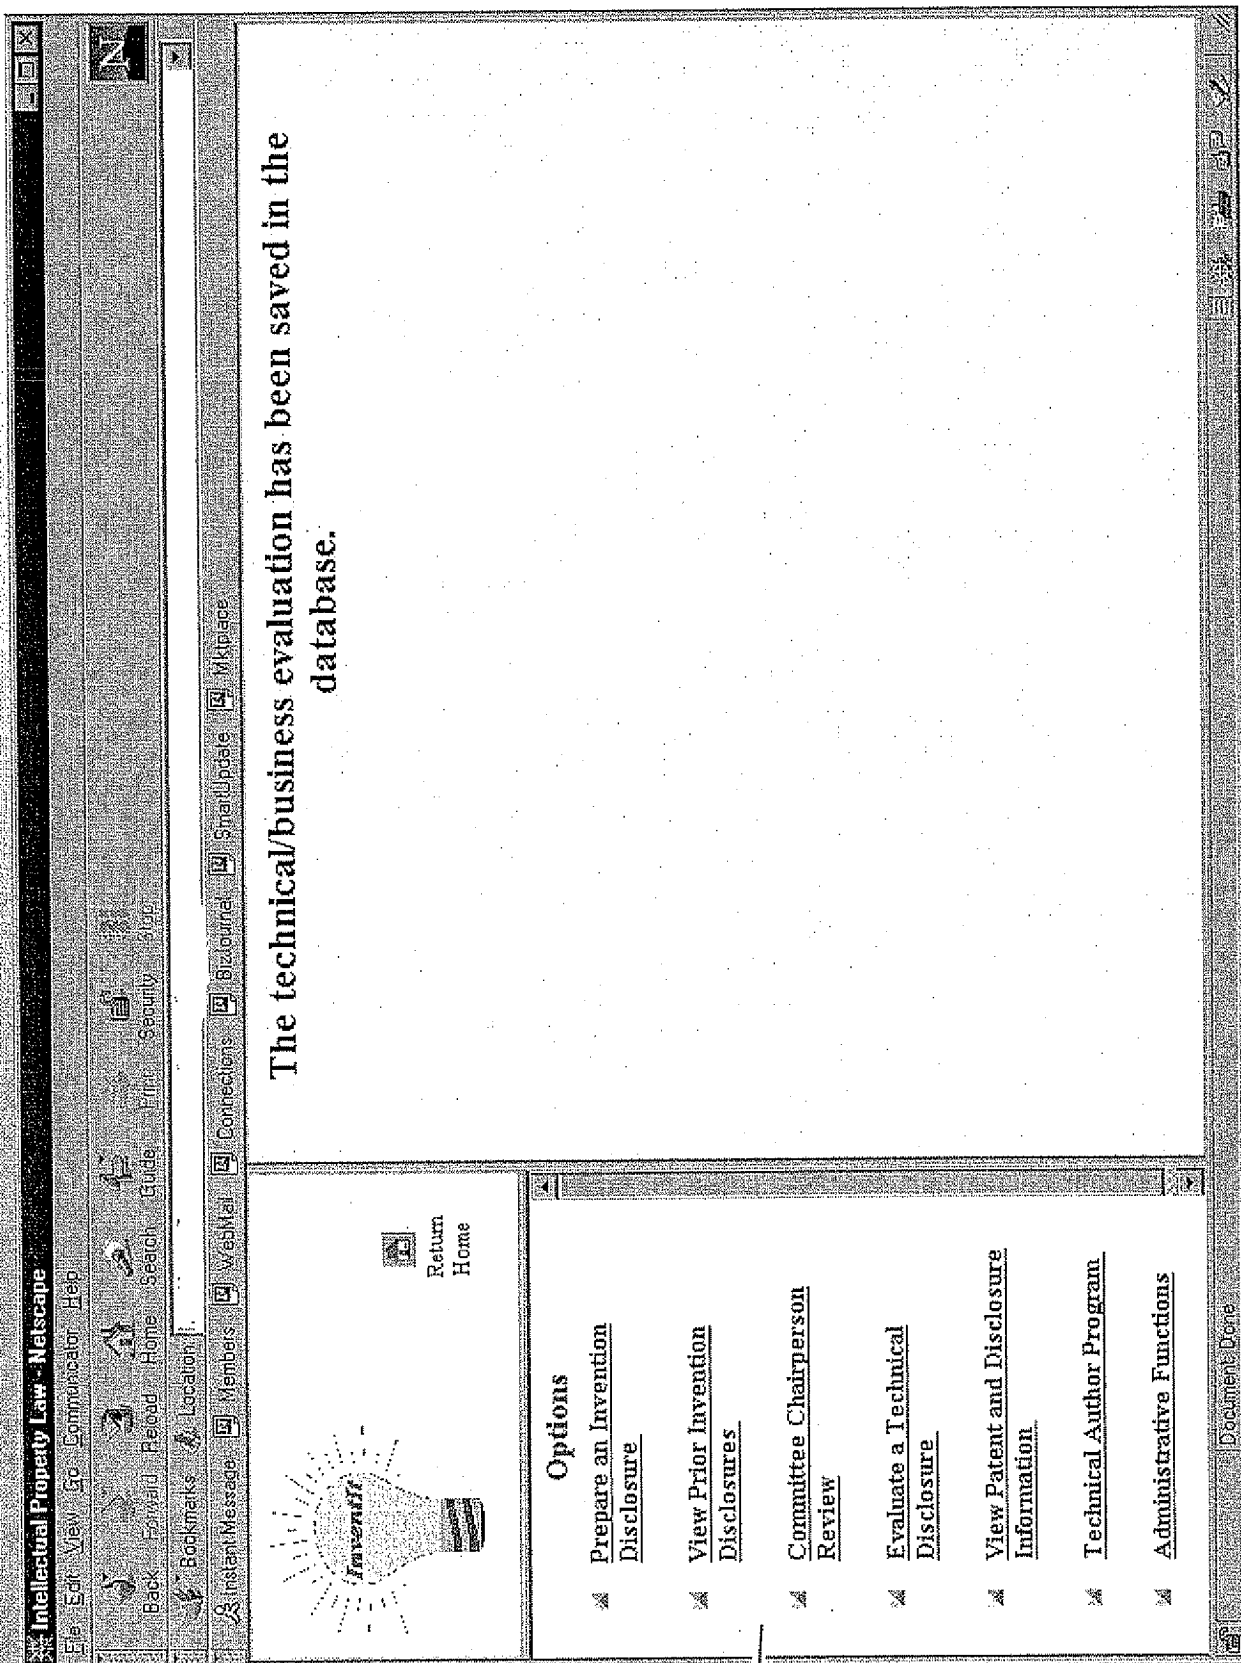 Intellectual Property Law - Netscape
File Edit View Go Communicator Help
Back Forward Reload Home Search Guide Print Security Stop
Bookmarks Location:
Instant Message Members WebMail Connections BizJournal SmartUpdate Mktplace
InventIt
Return
Home
Options
Prepare an Invention
Disclosure
View Prior Invention
Disclosures
Committee Chairperson
Review
Evaluate a Technical
Disclosure
View Patent and Disclosure
Information
Technical Author Program
Administrative Functions
The technical/business evaluation has been saved in the
database.
Document: Done